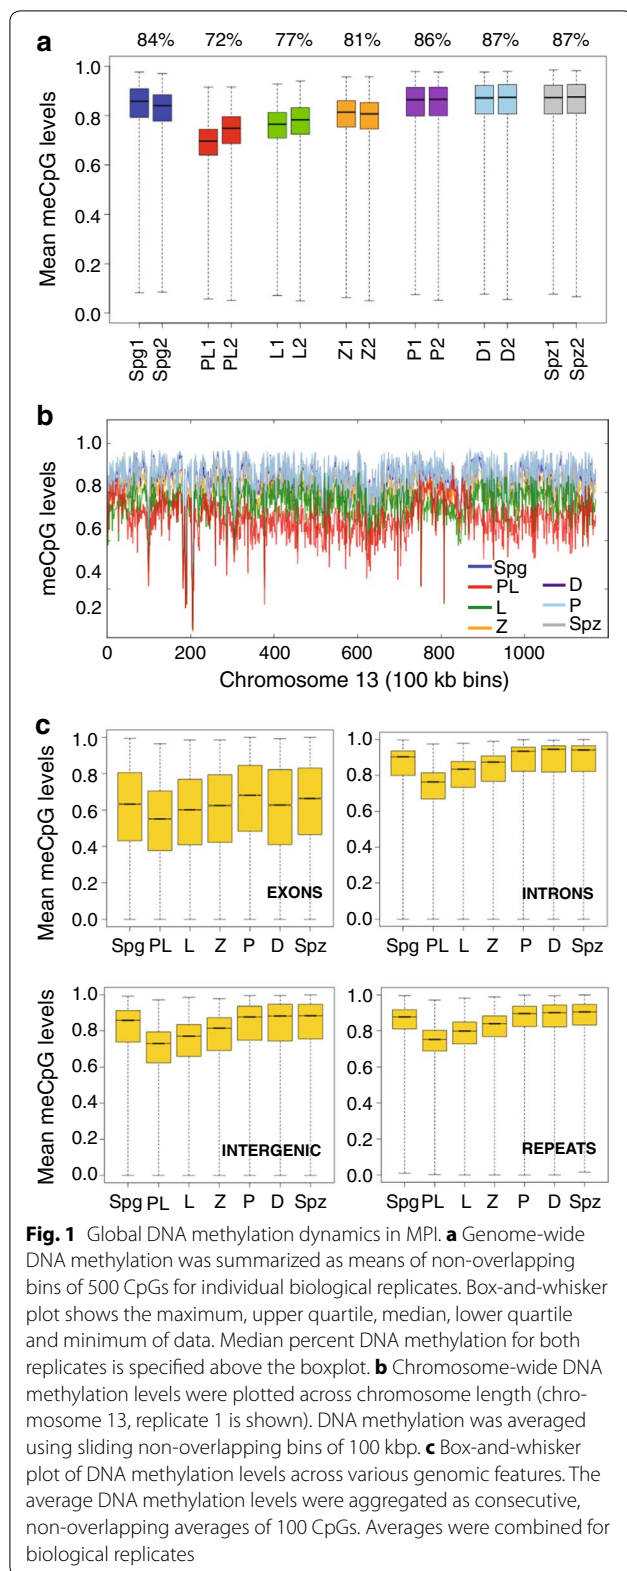 a
84% 72% 77% 81% 86% 87% 87%
Mean meCpG levels
1.0
0.8
0.6
0.4
0.2
0.0
Spg1 Spg2 PL1 PL2 L1 L2 Z1 Z2 P1 P2 D1 D2 Spz1 Spz2
b
meCpG levels
1.0
0.8
0.6
0.4
0.2
Spg
PL
L
Z
D
P
Spz
0 200 400 600 800 1000
Chromosome 13 (100 kb bins)
c
Mean meCpG levels
1.0
0.8
0.6
0.4
0.2
0.0
EXONS
Spg PL L Z P D Spz
1.0
0.8
0.6
0.4
0.2
0.0
INTRONS
Spg PL L Z P D Spz
Mean meCpG levels
1.0
0.8
0.6
0.4
0.2
0.0
INTERGENIC
Spg PL L Z P D Spz
1.0
0.8
0.6
0.4
0.2
0.0
REPEATS
Spg PL L Z P D Spz
Fig. 1 Global DNA methylation dynamics in MPI. a Genome-wide
DNA methylation was summarized as means of non-overlapping
bins of 500 CpGs for individual biological replicates. Box-and-whisker
plot shows the maximum, upper quartile, median, lower quartile
and minimum of data. Median percent DNA methylation for both
replicates is specified above the boxplot. b Chromosome-wide DNA
methylation levels were plotted across chromosome length (chro-
mosome 13, replicate 1 is shown). DNA methylation was averaged
using sliding non-overlapping bins of 100 kbp. c Box-and-whisker
plot of DNA methylation levels across various genomic features. The
average DNA methylation levels were aggregated as consecutive,
non-overlapping averages of 100 CpGs. Averages were combined for
biological replicates